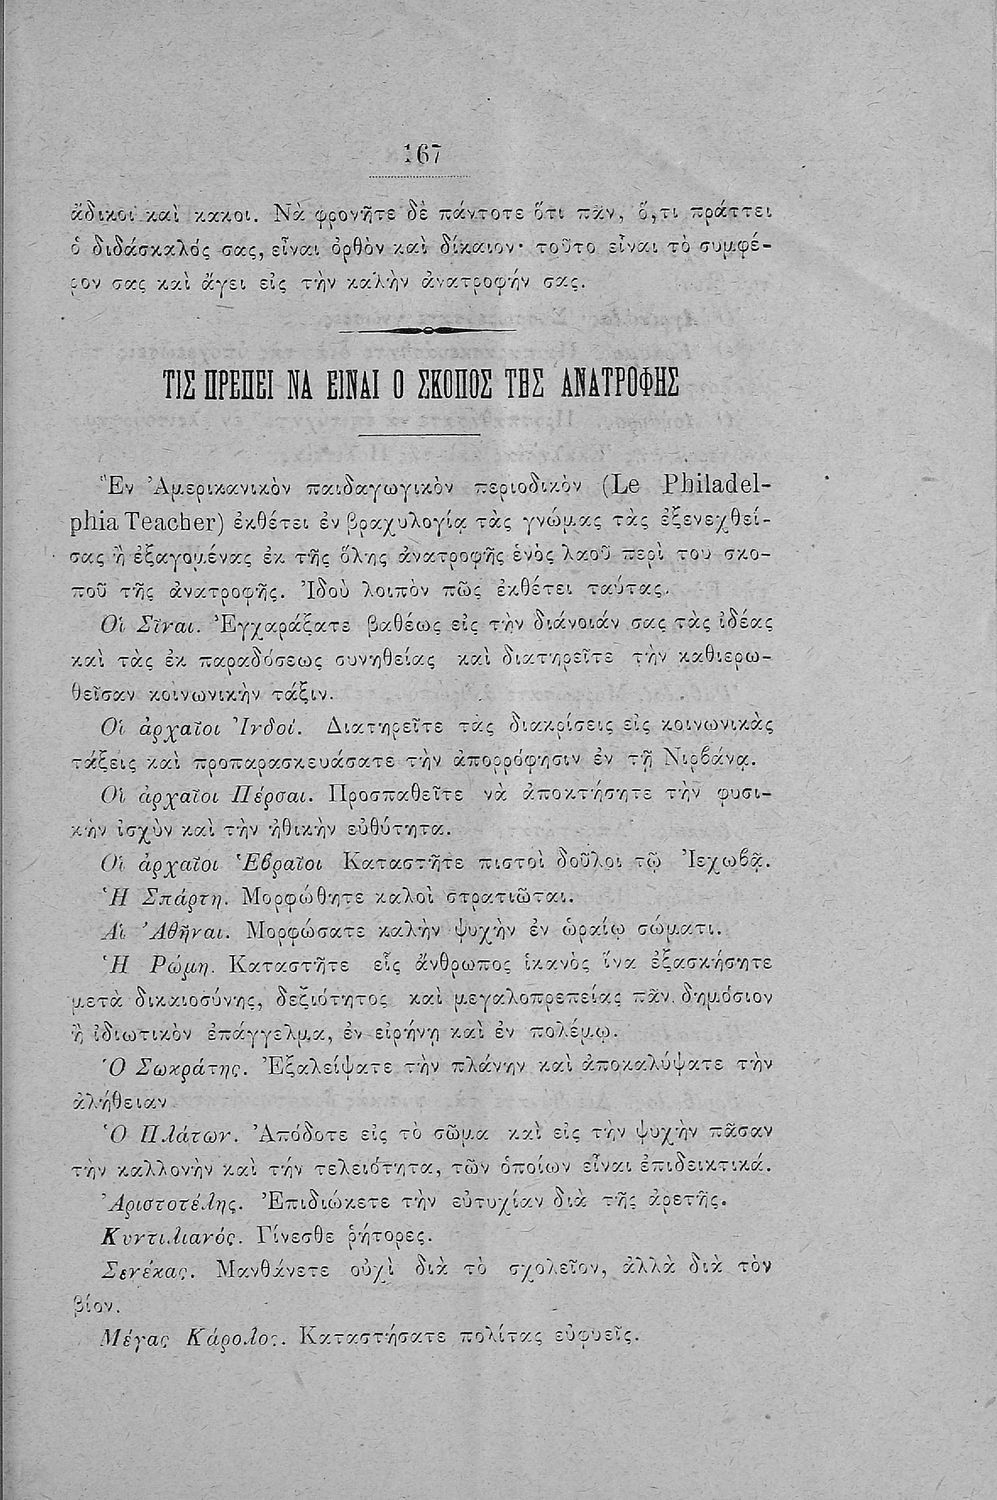 167
ἄδικοι καὶ κακοι. Νὰ φρονῆτε δὲ πάντοτε ὅτι πᾶν, ὅ,τι πράττει
ὁ διδάσκαλός σας, εἶναι ὀρθὸν καὶ δίκαιον· τοῦτο εἶναι τὸ συμφέ-
ρον σας καὶ ἄγει εἰς τὴν καλὴν ἀνατροφήν σας.
ΤΙΣ ΠΡΕΠΕΙ ΝΑ ΕΙΝΑΙ Ο ΣΚΟΠΟΣ ΤΗΣ ΑΝΑΤΡΟΦΗΣ
Ἓν Ἀμερικανικὸν παιδαγωγικὸν περιοδικὸν (Le Philadel-
phia Teacher) ἐκθέτει ἐν βραχυλογίᾳ τὰς γνώμας τὰς ἐξενεχθεί-
σας ἢ ἐξαγομένας ἐκ τῆς ὅλης ἀνατροφῆς ἑνὸς λαοῦ περὶ του σκο-
ποῦ τῆς ἀνατροφῆς. Ἰδοὺ λοιπὸν πῶς ἐκθέτει ταύτας.
Οἱ Σῖναι. Ἐγχαράξατε βαθέως εἰς τὴν διάνοιάν σας τὰς ἰδέας
καὶ τὰς ἐκ παραδόσεως συνηθείας καὶ διατηρεῖτε τὴν καθιερω-
θεῖσαν κοινωνικὴν τάξιν.
Οἱ ἀρχαῖοι Ἰνδοί. Διατηρεῖτε τὰς διακρίσεις εἰς κοινωνικὰς
τάξεις καὶ προπαρασκευάσατε τὴν ἀπορρόφησιν ἐν τῇ Νιρβάνᾳ.
Οἱ ἀρχαῖοι Πέρσαι. Προσπαθεῖτε νὰ ἀποκτήσητε τὴν φυσι-
κὴν ἰσχὺν καὶ τὴν ἠθικὴν εὐθύτητα.
Οἱ ἀρχαῖοι Ἑβραῖοι Καταστῆτε πιστοὶ δοῦλοι τῷ Ἰεχωβᾷ.
Ἡ Σπάρτη. Μορφώθητε καλοὶ στρατιῶται.
Αἱ Ἀθῆναι. Μορφώσατε καλὴν ψυχὴν ἐν ὡραίῳ σώματι.
Ἡ Ρώμη. Καταστῆτε εἷς ἄνθρωπος ἱκανὸς ἵνα ἐξασκήσητε
μετὰ δικαιοσύνης, δεξιότητος καὶ μεγαλοπρεπείας πᾶν δημόσιον
ἢ ἰδιωτικὸν ἐπάγγελμα, ἐν εἰρήνῃ καὶ ἐν πολέμῳ.
Ὁ Σωκράτης. Ἐξαλείψατε τὴν πλάνην καὶ ἀποκαλύψατε τὴν
ἀλήθειαν
Ὁ Πλάτων. Ἀπόδοτε εἰς τὸ σῶμα καὶ εἰς τὴν ψυχὴν πᾶσαν
τὴν καλλονὴν καὶ τήν τελειότητα, τῶν ὁποίων εἶναι ἐπιδεικτικά.
Ἀριστοτέλης. Ἐπιδιώκετε τὴν εὐτυχίαν διὰ τῆς ἀρετῆς.
Κυντιλιανός. Γίνεσθε ῥήτορες.
Σενέκας. Μανθάνετε οὐχὶ διὰ τὸ σχολεῖον, ἀλλὰ διὰ τὸν
βίον.
Μέγας Κάρολος. Καταστήσατε πολίτας εὐφυεῖς.